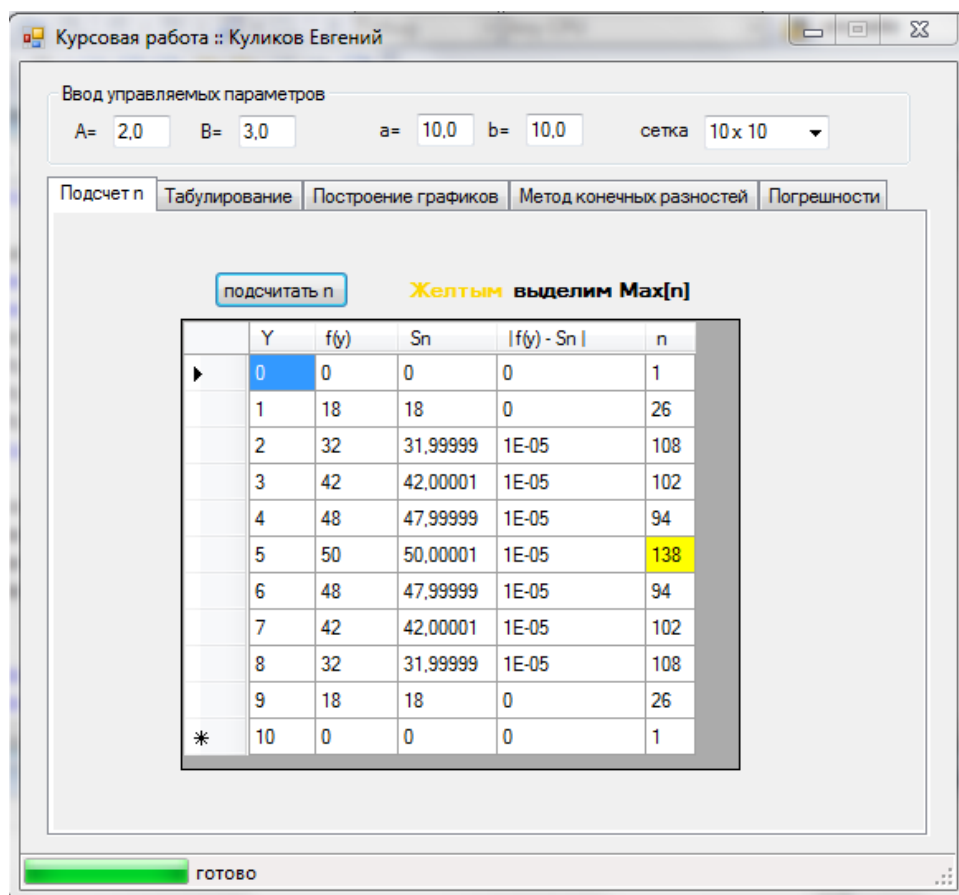 Курсовая работа :: Куликов Евгений
Ввод управляемых параметров
A= 2,0 B= 3,0 a= 10,0 b= 10,0 сетка 10 x 10
Подсчет n Табулирование Построение графиков Метод конечных разностей Погрешности
подсчитать n Желтым выделим Max[n]
Y f(y) Sn | f(y) - Sn | n
0 0 0 0 1
1 18 18 0 26
2 32 31,99999 1E-05 108
3 42 42,00001 1E-05 102
4 48 47,99999 1E-05 94
5 50 50,00001 1E-05 138
6 48 47,99999 1E-05 94
7 42 42,00001 1E-05 102
8 32 31,99999 1E-05 108
9 18 18 0 26
10 0 0 0 1
готово